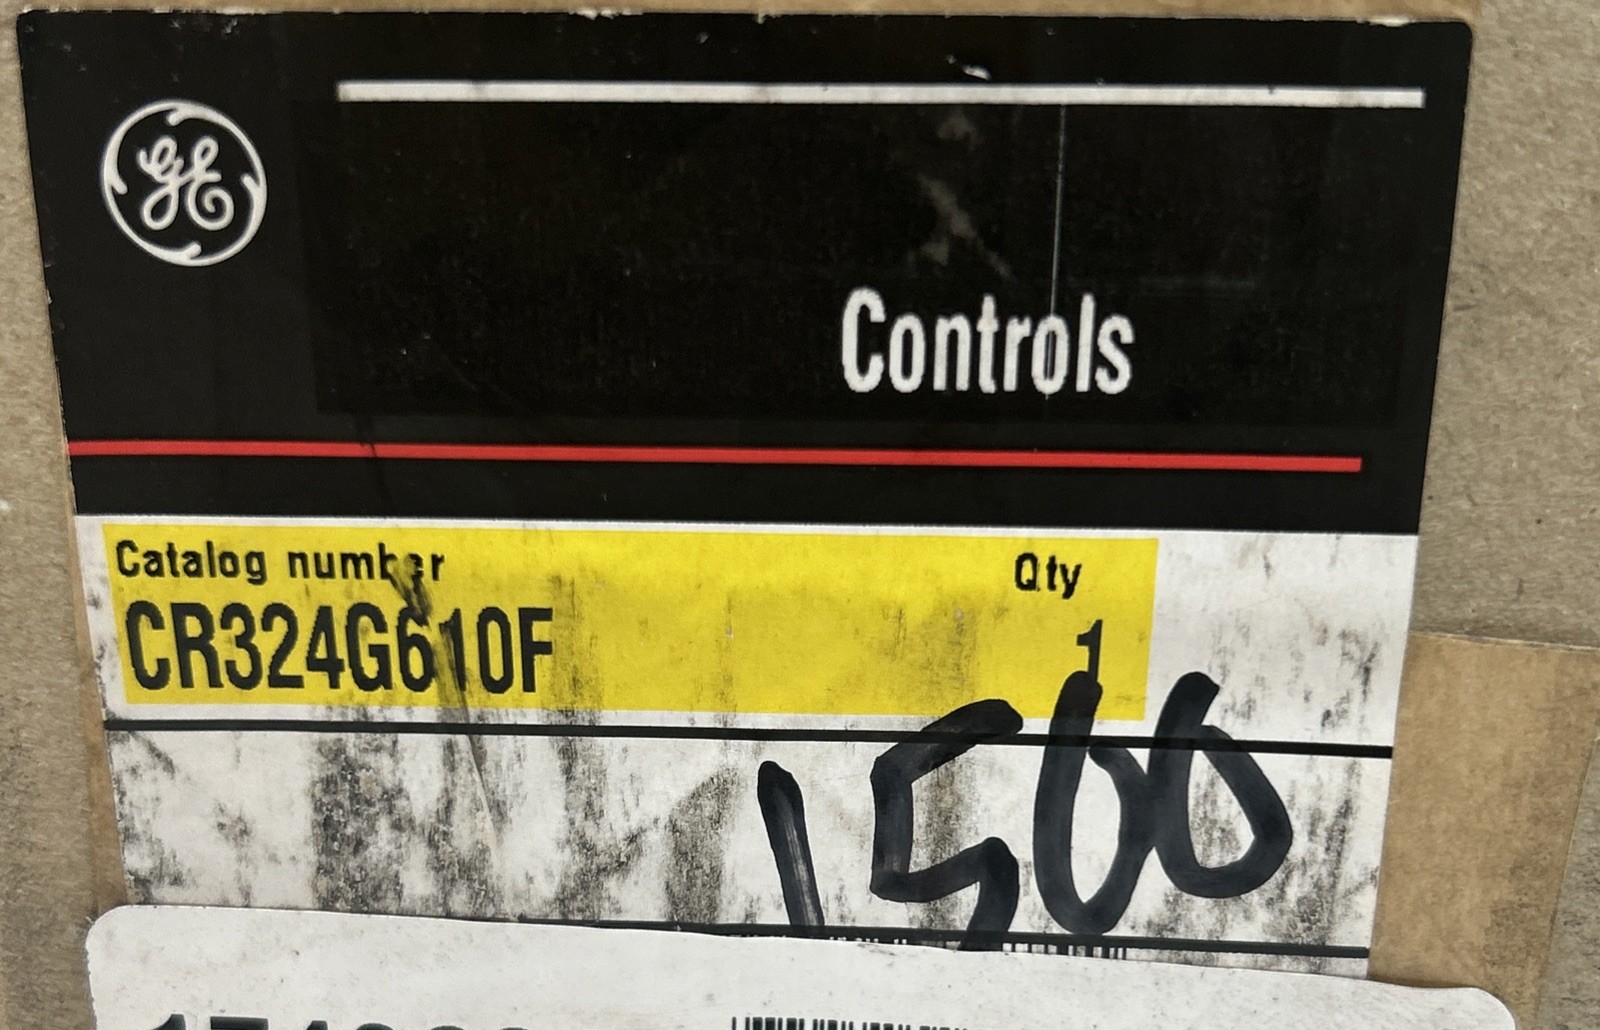 GE
Controls
Catalog number Qty
CR324G610F 1
1500